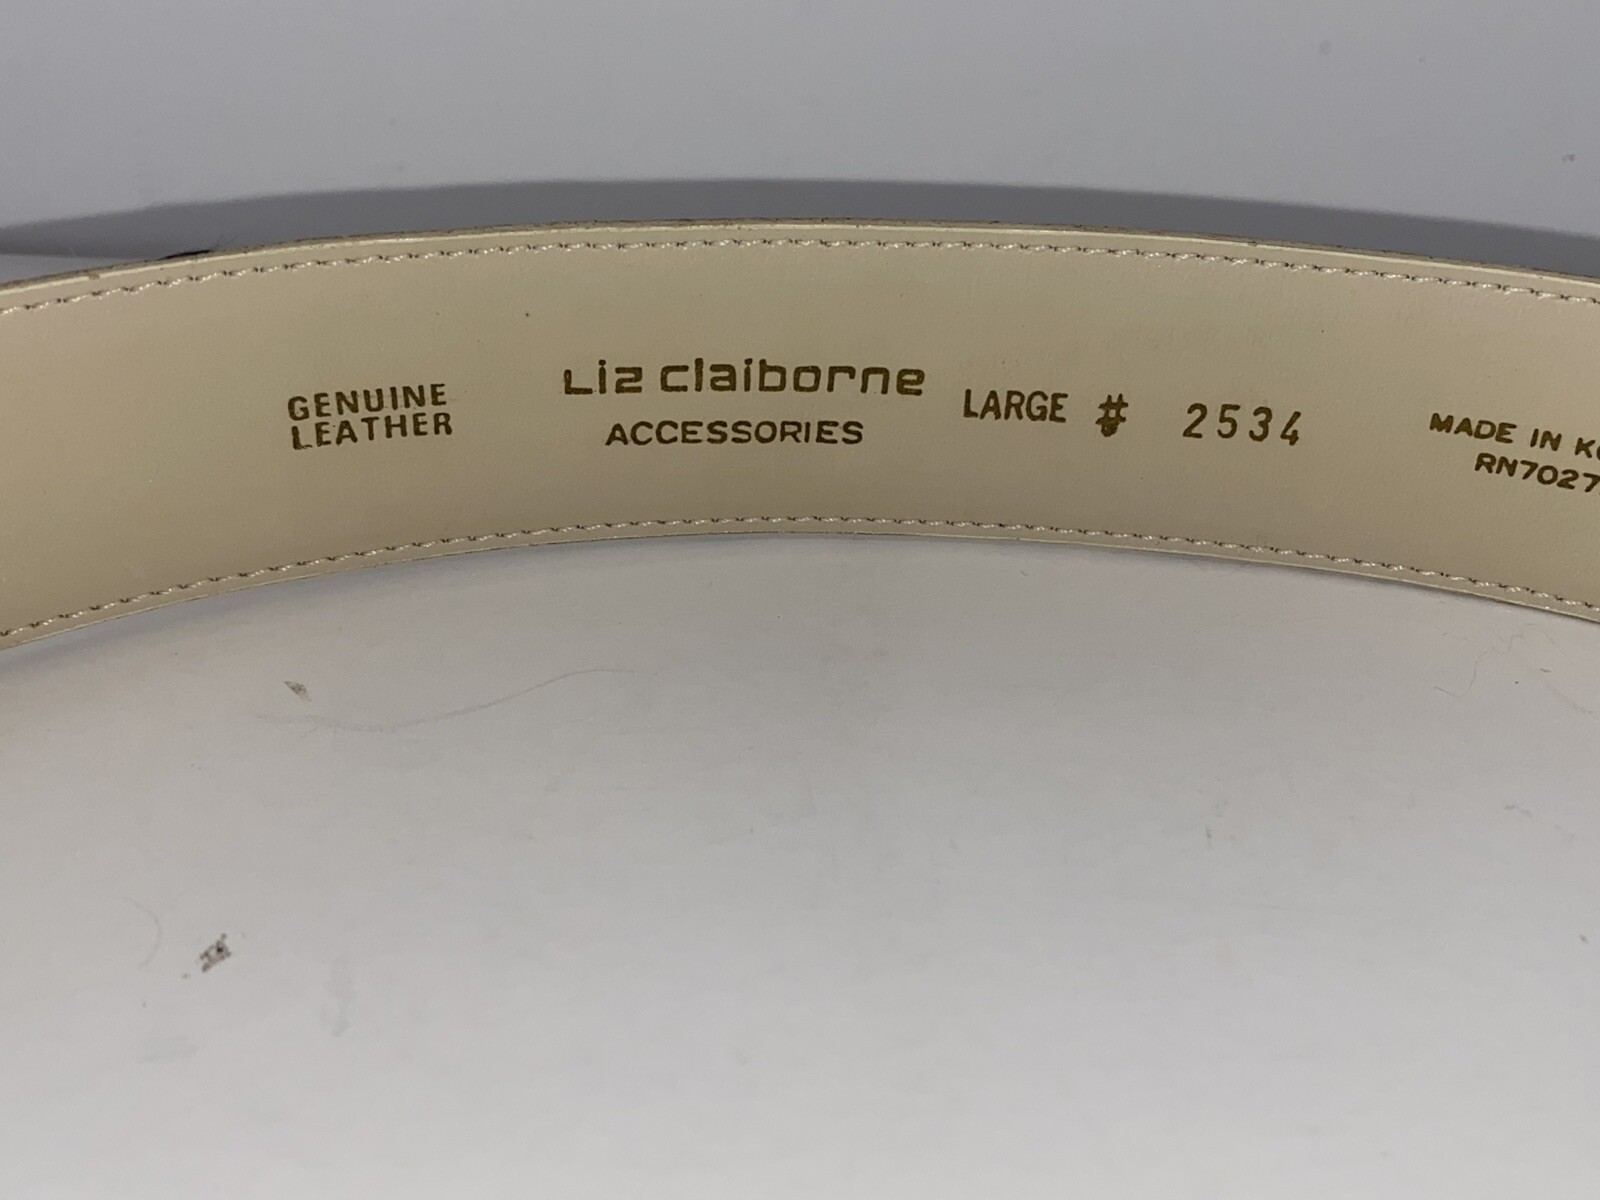 GENUINE
LEATHER
Liz claiborne
ACCESSORIES
LARGE # 2534
MADE IN